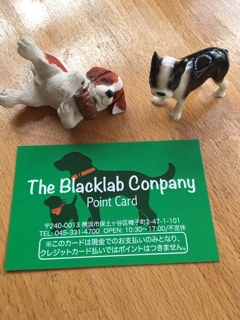 The Blacklab Conpany
Point Card
〒240-0013 横浜市保土ヶ谷区帷子町2-47-1-101
TEL: 045-331-4700 OPEN: 10:30〜17:00/不定休
※このカードは現金でのお支払いのみとなり、
クレジットカード払いではポイントはつきません。